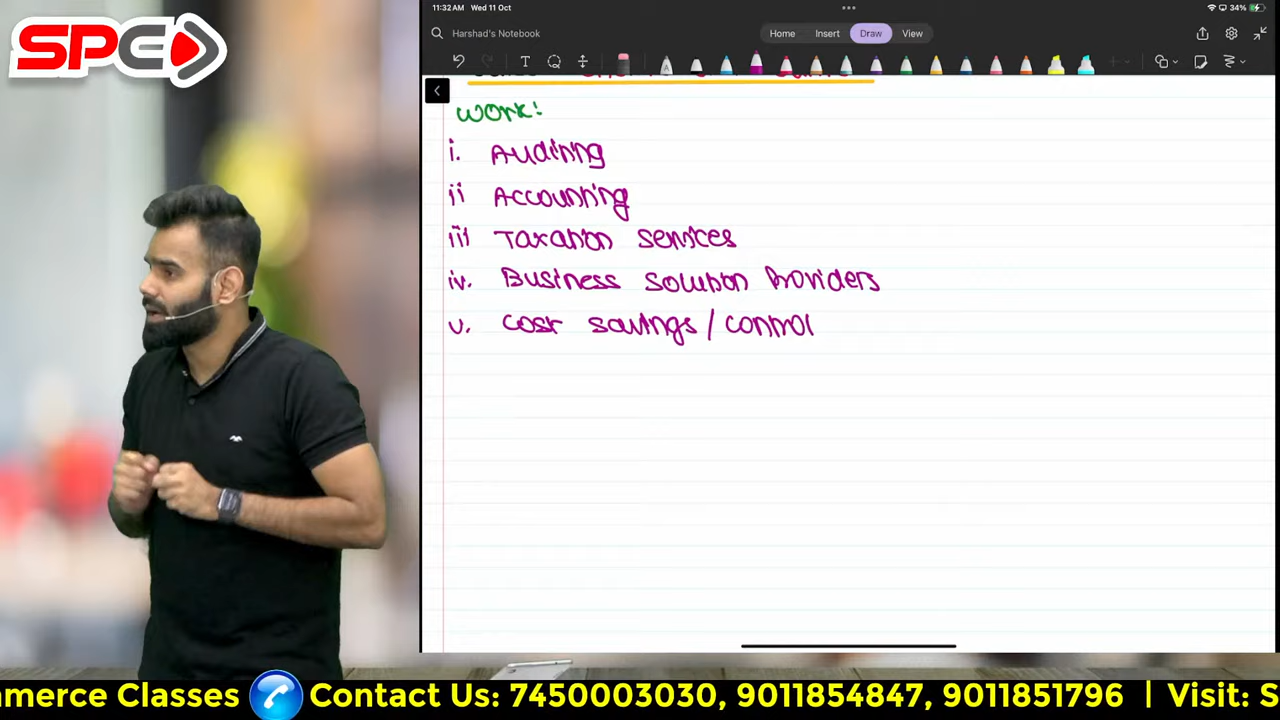 SPE
11:32 AM Wed 11 Oct
34%
Harshad's Notebook
Home Insert Draw View
Work:
i. Auditing
ii Accounting
iii Taxation Services
iv. Business Solution Providers
v. Cost Savings / Control
mmerce Classes Contact Us: 7450003030, 9011854847, 9011851796 | Visit: S